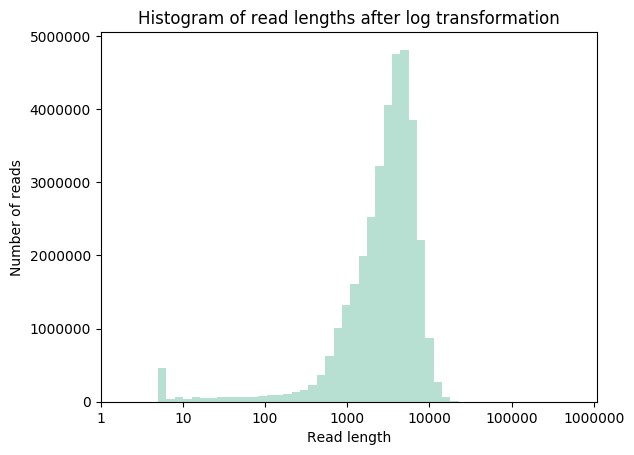 Histogram of read lengths after log transformation
Number of reads
5000000
4000000
3000000
2000000
1000000
0
1 10 100 1000 10000 100000 1000000
Read length